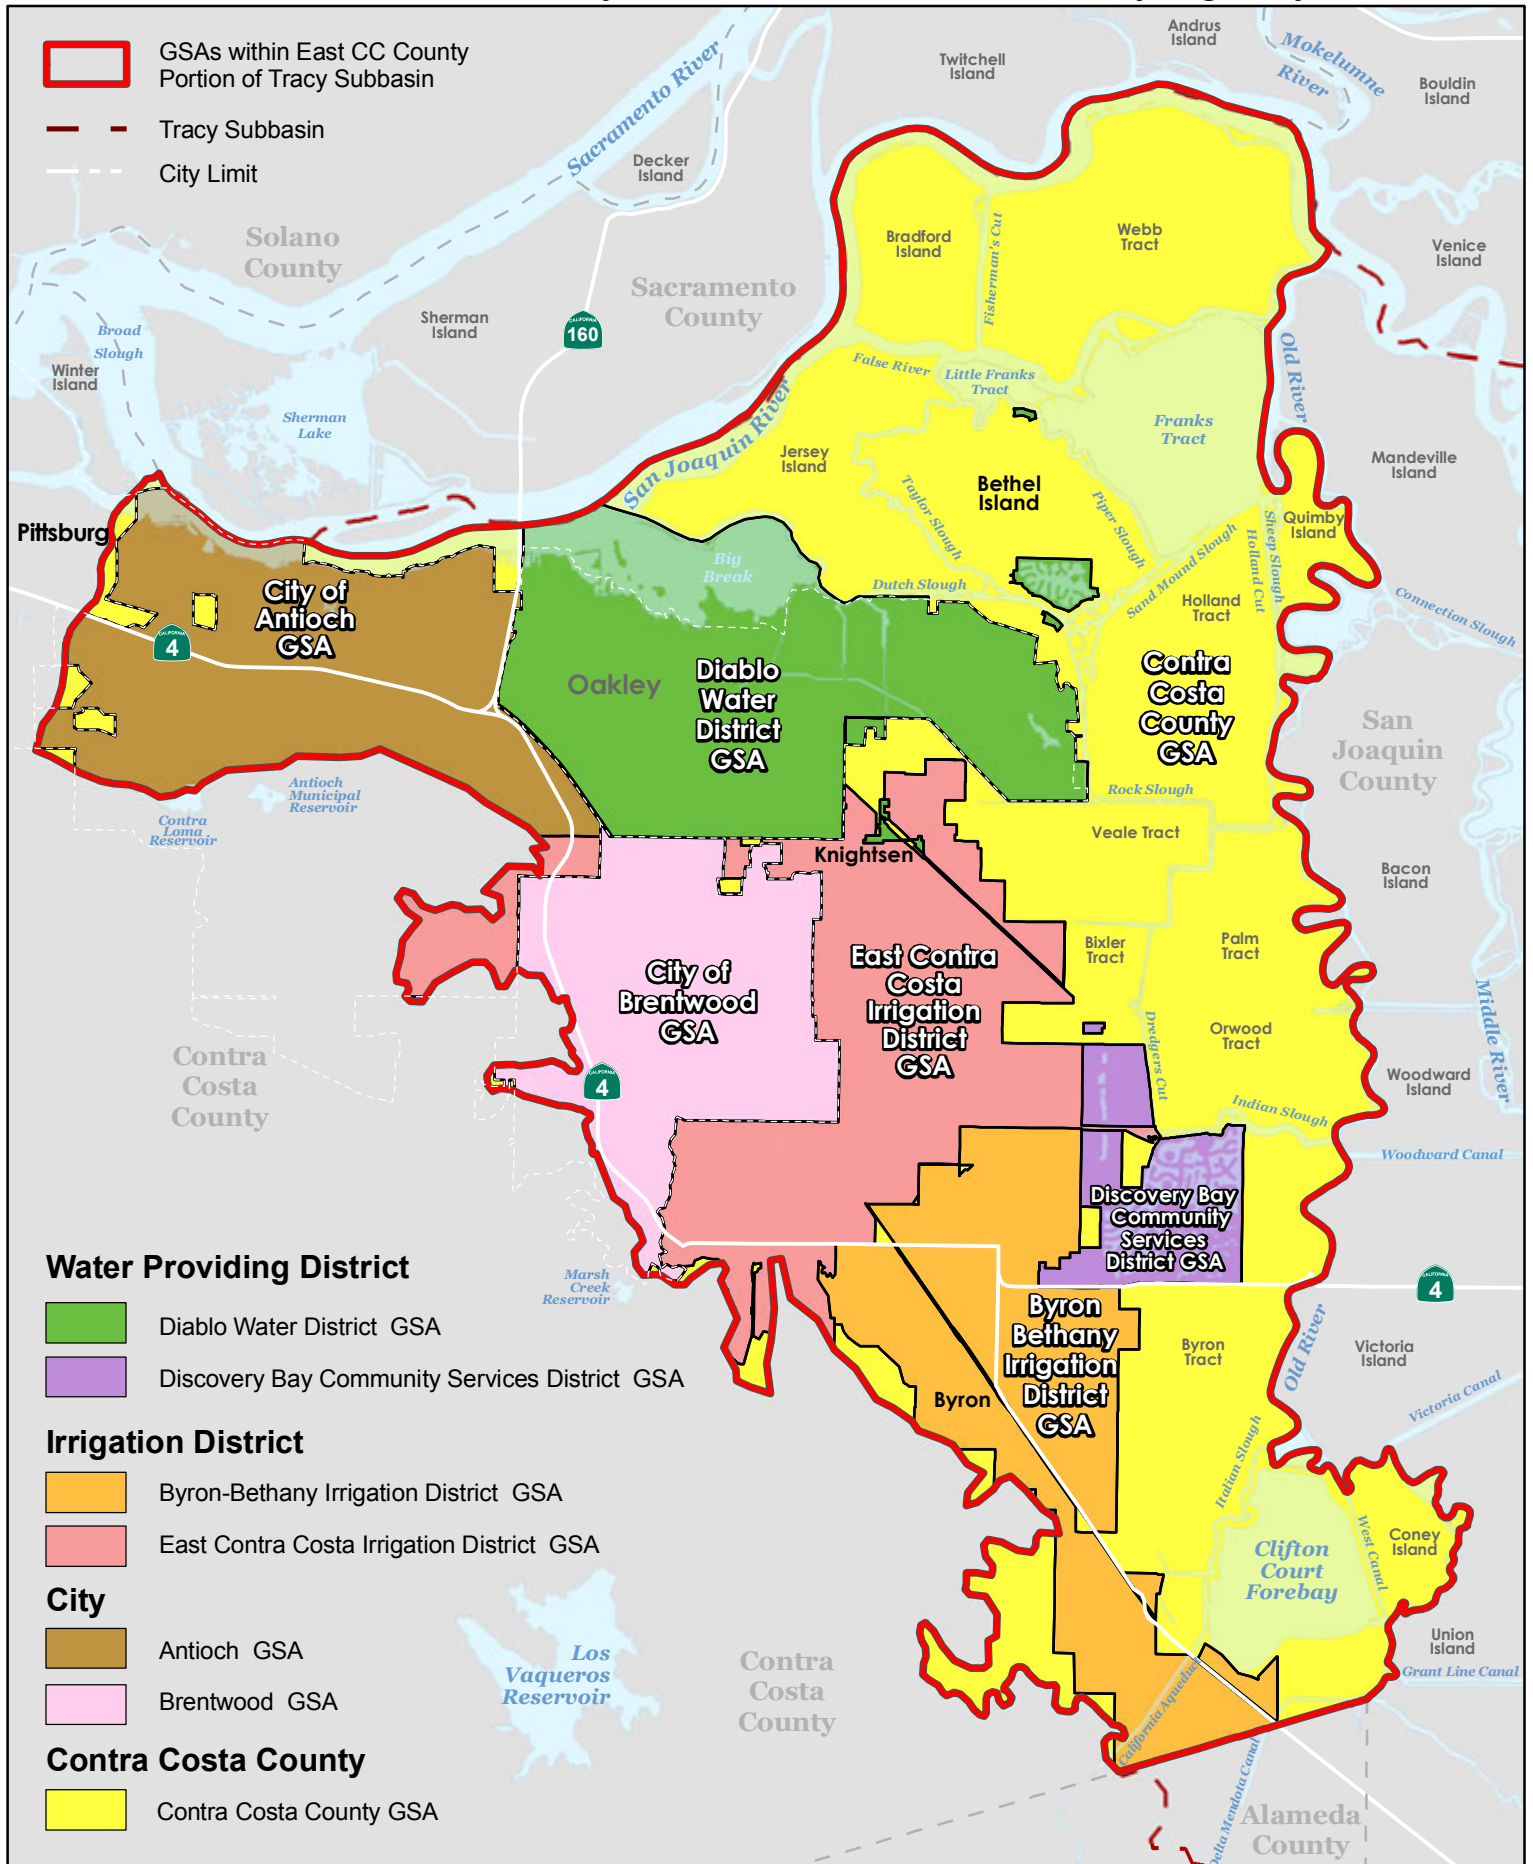 GSAs within East CC County
Portion of Tracy Subbasin
Tracy Subbasin
City Limit
Andrus
Island
Mokelumne
River
Twitchell
Island
Bouldin
Island
Sacramento River
Decker
Island
Solano
County
Sacramento
County
Bradford
Island
Fisherman's Cut
Webb
Tract
Venice
Island
Sherman
Island
CALIFORNIA
160
Broad
Slough
Winter
Island
Sherman
Lake
False River
Little Franks
Tract
Old River
Franks
Tract
San Joaquin River
Jersey
Island
Bethel
Island
Mandeville
Island
Taylor Slough
Piper Slough
Quimby
Island
Sheep Slough
Holland Cut
Sand Mound Slough
Pittsburg
City of
Antioch
GSA
Big
Break
Dutch Slough
Holland
Tract
Connection Slough
CALIFORNIA
4
Oakley
Diablo
Water
District
GSA
Contra
Costa
County
GSA
San
Joaquin
County
Antioch
Municipal
Reservoir
Contra
Loma
Reservoir
Rock Slough
Veale Tract
Knightsen
Bacon
Island
City of
Brentwood
GSA
East Contra
Costa
Irrigation
District
GSA
Bixler
Tract
Palm
Tract
Dredgers Cut
Orwood
Tract
Middle River
Contra
Costa
County
CALIFORNIA
4
Woodward
Island
Indian Slough
Woodward Canal
Discovery Bay
Community
Services
District GSA
Marsh
Creek
Reservoir
CALIFORNIA
4
Byron
Bethany
Irrigation
District
GSA
Byron
Tract
Old River
Victoria
Island
Victoria Canal
Byron
Italian Slough
Clifton
Court
Forebay
West Canal
Coney
Island
Union
Island
Grant Line Canal
Los
Vaqueros
Reservoir
Contra
Costa
County
California Aqueduct
Delta Mendota Canal
Alameda
County
Water Providing District
Diablo Water District GSA
Discovery Bay Community Services District GSA
Irrigation District
Byron-Bethany Irrigation District GSA
East Contra Costa Irrigation District GSA
City
Antioch GSA
Brentwood GSA
Contra Costa County
Contra Costa County GSA